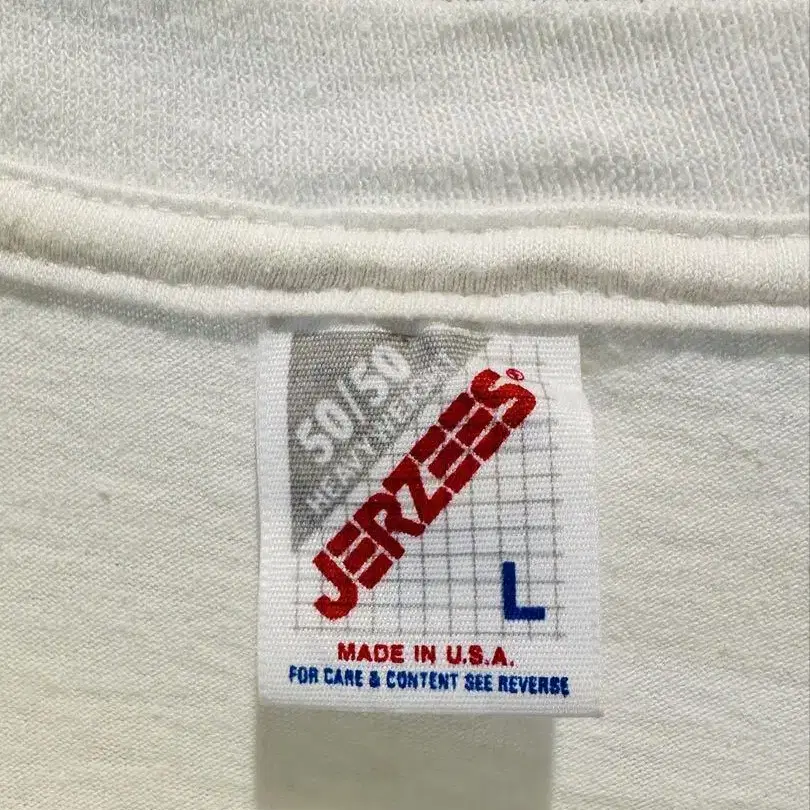 50/50
HEAVYWEIGHT
JERZEES®
L
MADE IN U.S.A.
FOR CARE & CONTENT SEE REVERSE